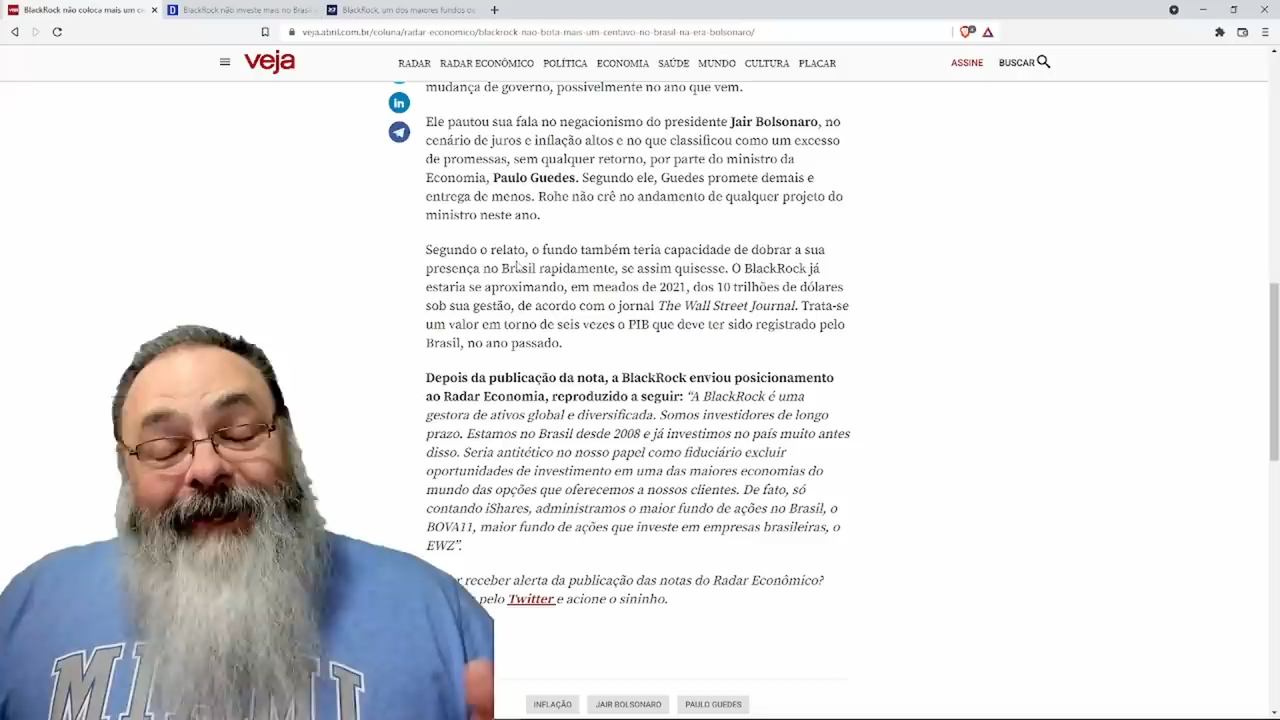 BlackRock não coloca mais um ce
BlackRock não investe mais no Brasil
BlackRock, um dos maiores fundos d
veja.abril.com.br/coluna/radar-economico/blackrock-nao-bota-mais-um-centavo-no-brasil-na-era-bolsonaro/
veja
RADAR RADAR ECONÔMICO POLÍTICA ECONOMIA SAÚDE MUNDO CULTURA PLACAR
ASSINE BUSCAR
mudança de governo, possivelmente no ano que vem.
Ele pautou sua fala no negacionismo do presidente Jair Bolsonaro, no
cenário de juros e inflação altos e no que classificou como um excesso
de promessas, sem qualquer retorno, por parte do ministro da
Economia, Paulo Guedes. Segundo ele, Guedes promete demais e
entrega de menos. Rohe não crê no andamento de qualquer projeto do
ministro neste ano.
Segundo o relato, o fundo também teria capacidade de dobrar a sua
presença no Brasil rapidamente, se assim quisesse. O BlackRock já
estaria se aproximando, em meados de 2021, dos 10 trilhões de dólares
sob sua gestão, de acordo com o jornal The Wall Street Journal. Trata-se
um valor em torno de seis vezes o PIB que deve ter sido registrado pelo
Brasil, no ano passado.
Depois da publicação da nota, a BlackRock enviou posicionamento
ao Radar Economia, reproduzido a seguir: “A BlackRock é uma
gestora de ativos global e diversificada. Somos investidores de longo
prazo. Estamos no Brasil desde 2008 e já investimos no país muito antes
disso. Seria antitético no nosso papel como fiduciário excluir
oportunidades de investimento em uma das maiores economias do
mundo das opções que oferecemos a nossos clientes. De fato, só
contando iShares, administramos o maior fundo de ações no Brasil, o
BOVA11, maior fundo de ações que investe em empresas brasileiras, o
EWZ”.
receber alerta da publicação das notas do Radar Econômico?
pelo Twitter e acione o sininho.
INFLAÇÃO JAIR BOLSONARO PAULO GUEDES